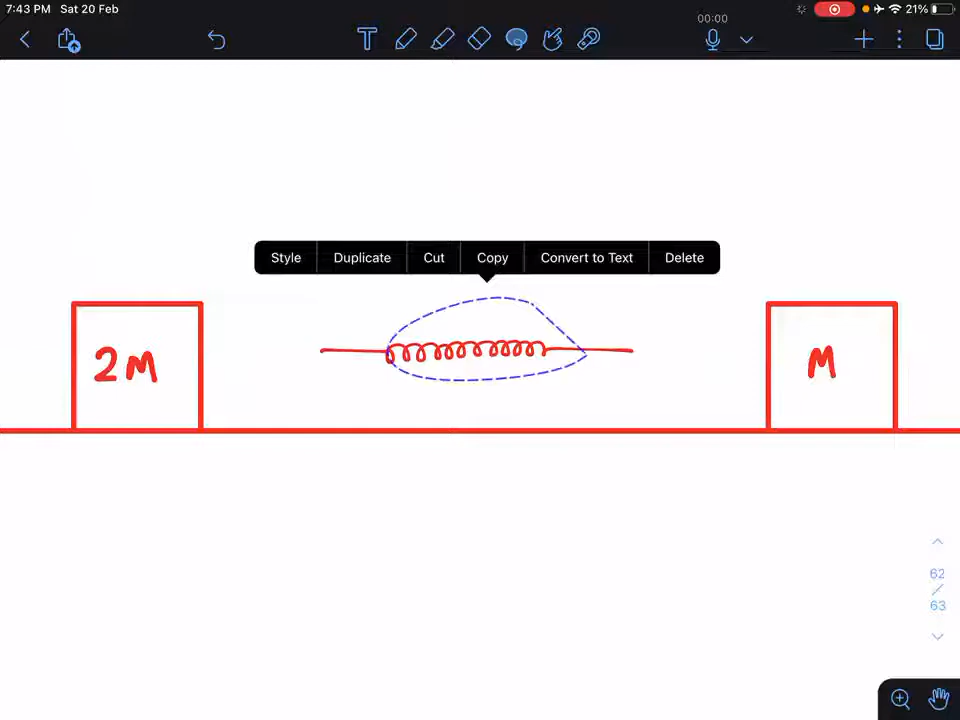 7:43 PM Sat 20 Feb
21%
00:00
T
Style Duplicate Cut Copy Convert to Text Delete
2M
M
62
/
63